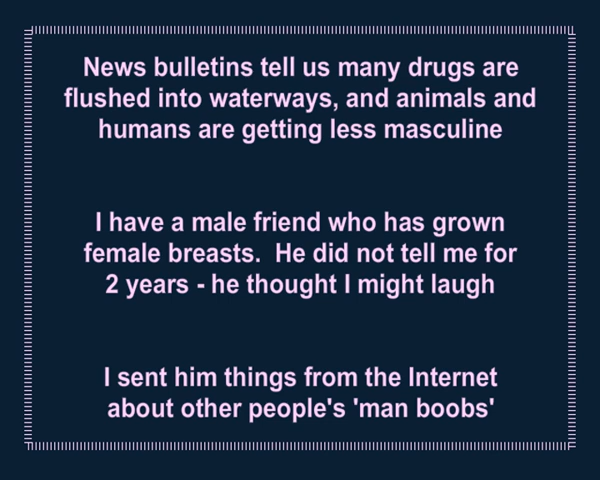 News bulletins tell us many drugs are
flushed into waterways, and animals and
humans are getting less masculine
I have a male friend who has grown
female breasts.  He did not tell me for
2 years - he thought I might laugh
I sent him things from the Internet
about other people's 'man boobs'